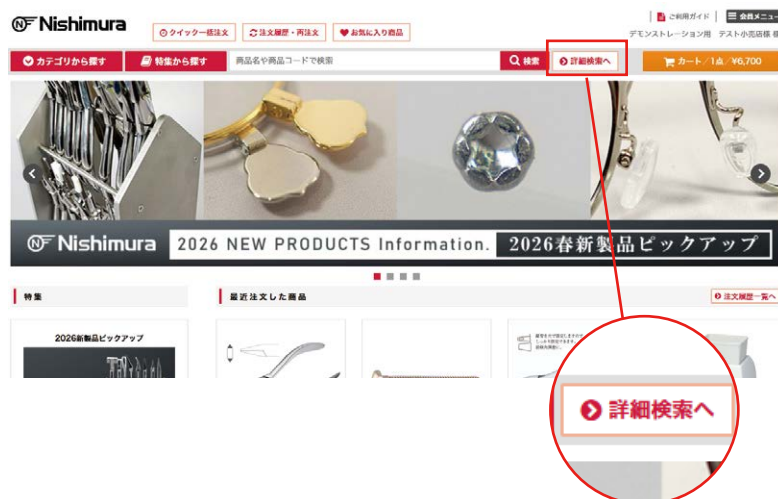 NF Nishimura
クイック一括注文
注文履歴・再注文
お気に入り商品
ご利用ガイド
会員メニュー
デモンストレーション用 テスト小売店様
カテゴリから探す
特集から探す
商品名や商品コードで検索
検索
詳細検索へ
カート/1点/¥6,700
NF Nishimura 2026 NEW PRODUCTS Information. 2026春新製品ピックアップ
特集
最近注文した商品
注文履歴一覧へ
2026新製品ピックアップ
詳細検索へ